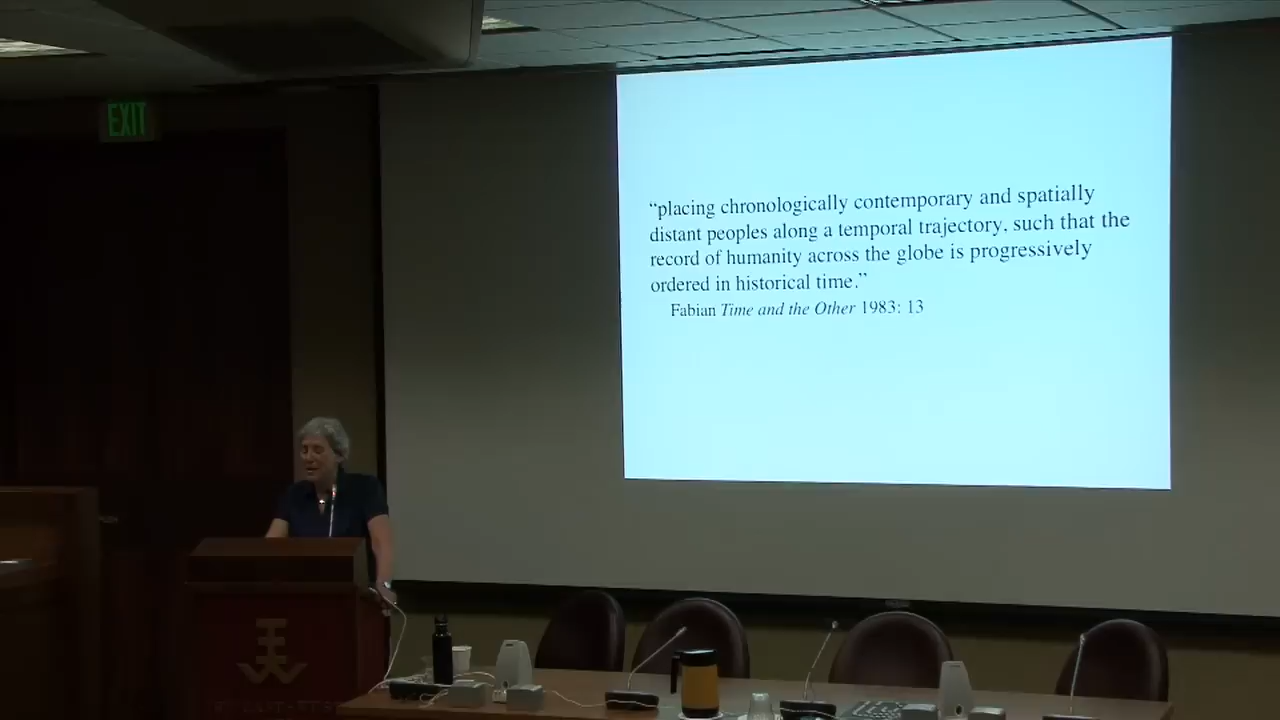 EXIT
“placing chronologically contemporary and spatially
distant peoples along a temporal trajectory, such that the
record of humanity across the globe is progressively
ordered in historical time.”
Fabian Time and the Other 1983: 13